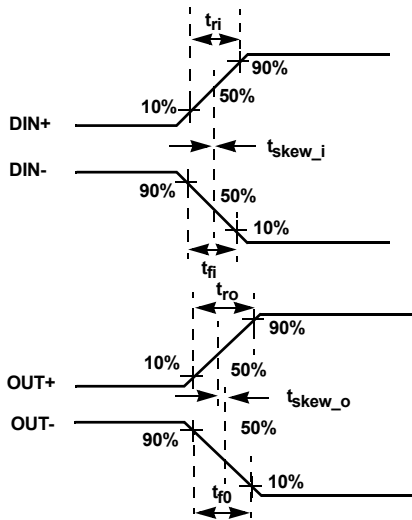 tri
90%
50%
10%
DIN+
tskew_i
DIN-
50%
90%
10%
tfi
tro
90%
10%
50%
OUT+
tskew_o
OUT-
50%
90%
10%
tf0